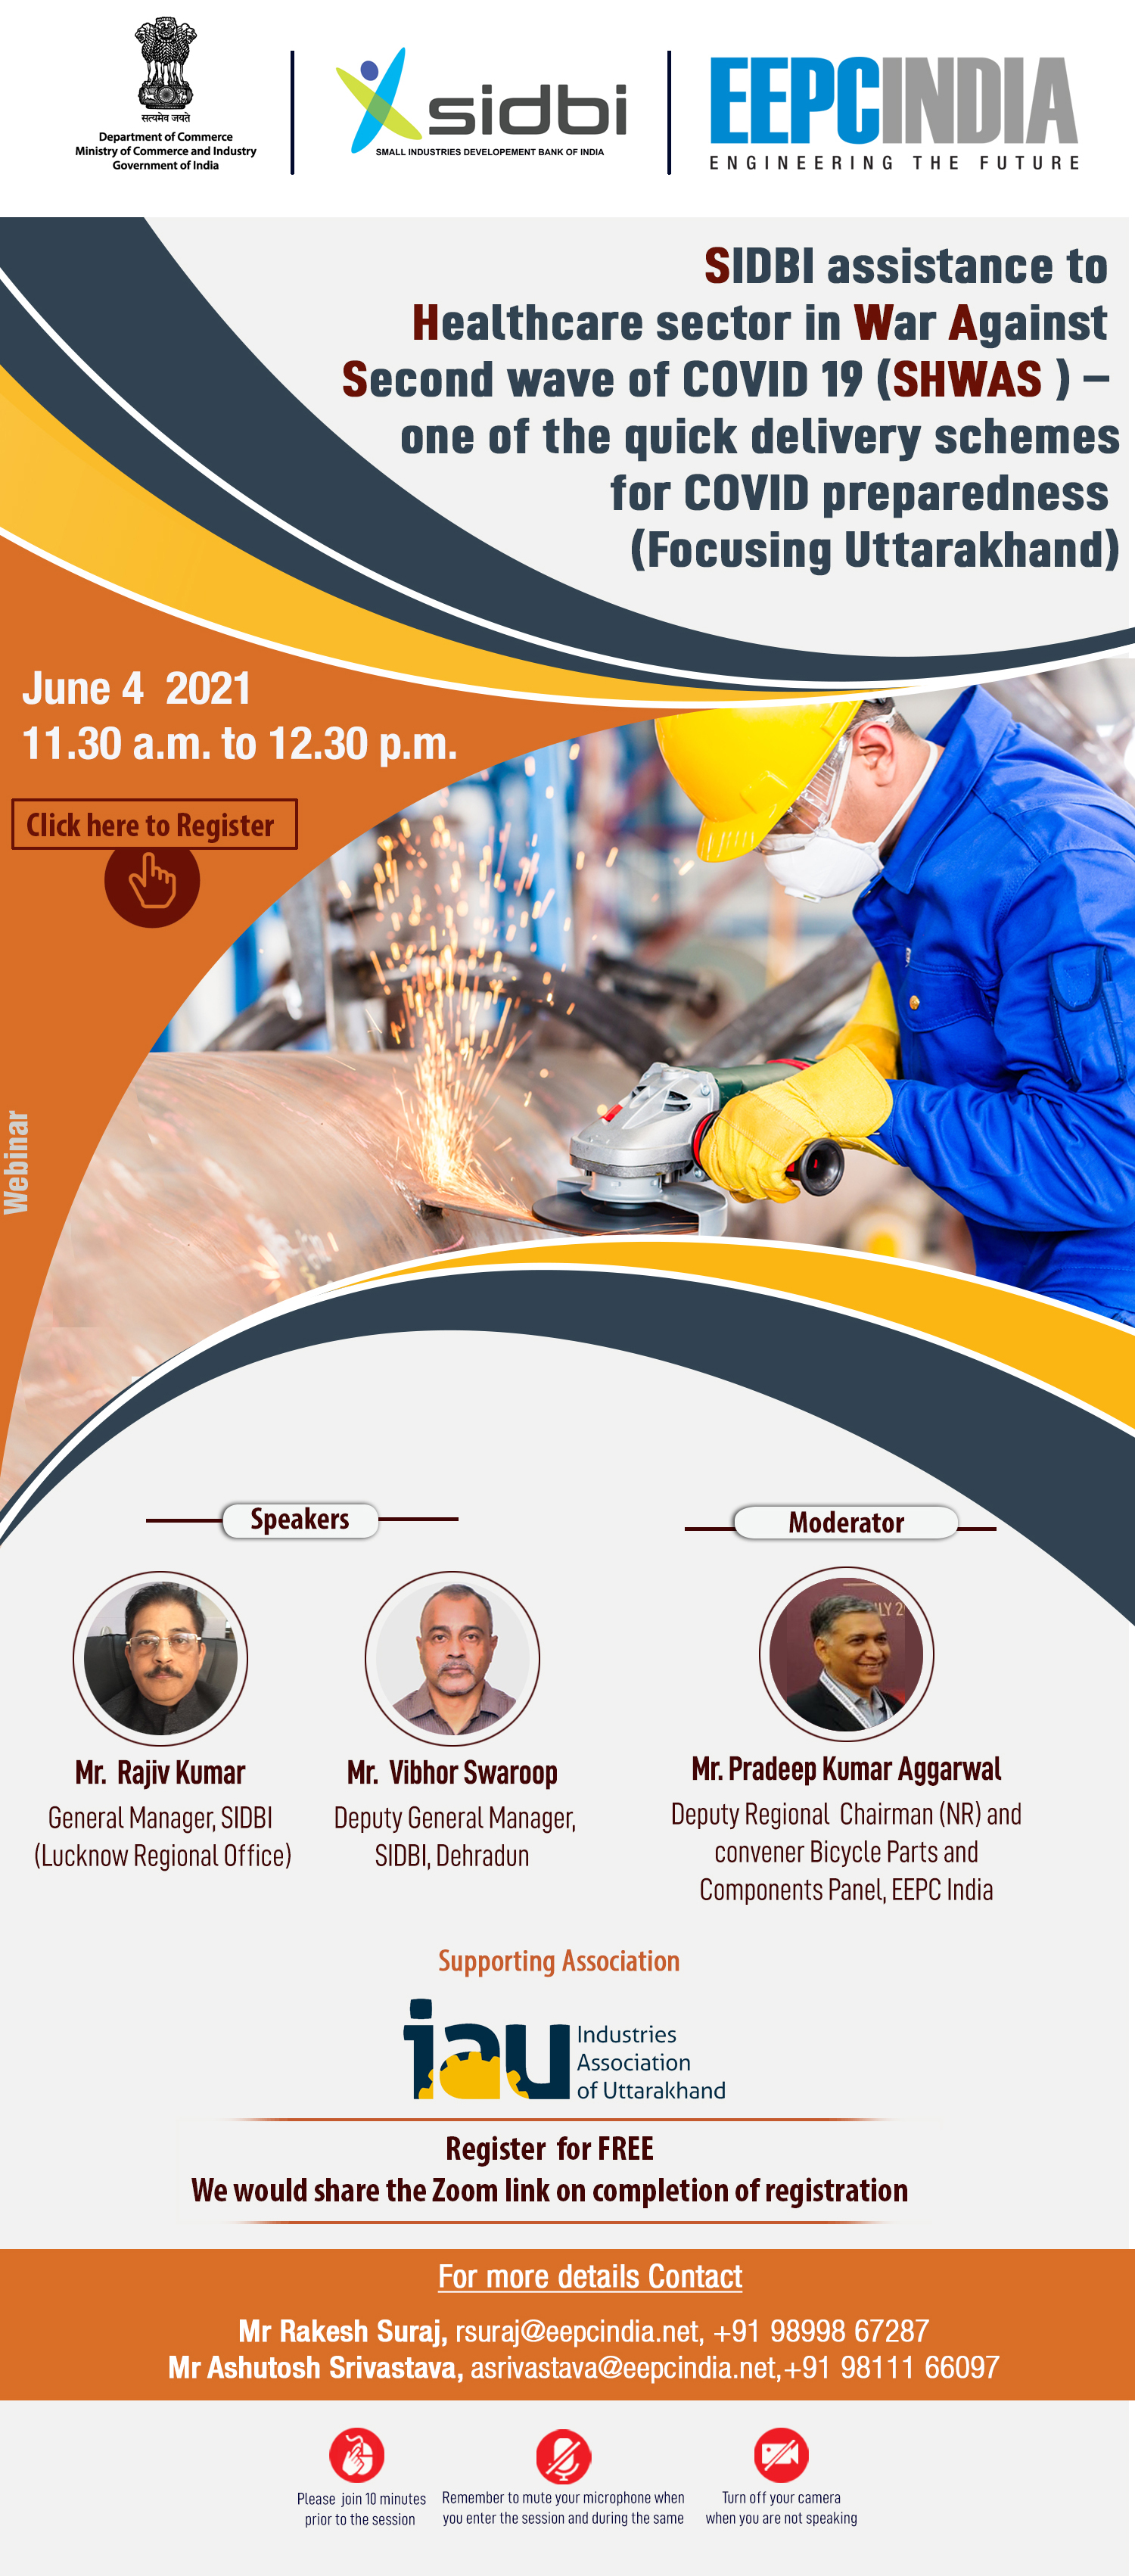 सत्यमेव जयते
Department of Commerce
Ministry of Commerce and Industry
Government of India
sidbi
SMALL INDUSTRIES DEVELOPEMENT BANK OF INDIA
EEPCINDIA
ENGINEERING THE FUTURE
SIDBI assistance to
Healthcare sector in War Against
Second wave of COVID 19 (SHWAS ) –
one of the quick delivery schemes
for COVID preparedness
(Focusing Uttarakhand)
June 4 2021
11.30 a.m. to 12.30 p.m.
Click here to Register
Webinar
Speakers
Moderator
LY 2
Mr. Rajiv Kumar
General Manager, SIDBI
(Lucknow Regional Office)
Mr. Vibhor Swaroop
Deputy General Manager,
SIDBI, Dehradun
Mr. Pradeep Kumar Aggarwal
Deputy Regional Chairman (NR) and
convener Bicycle Parts and
Components Panel, EEPC India
Supporting Association
iau
Industries
Association
of Uttarakhand
Register for FREE
We would share the Zoom link on completion of registration
For more details Contact
Mr Rakesh Suraj, rsuraj@eepcindia.net, +91 98998 67287
Mr Ashutosh Srivastava, asrivastava@eepcindia.net,+91 98111 66097
Please join 10 minutes
prior to the session
Remember to mute your microphone when
you enter the session and during the same
Turn off your camera
when you are not speaking